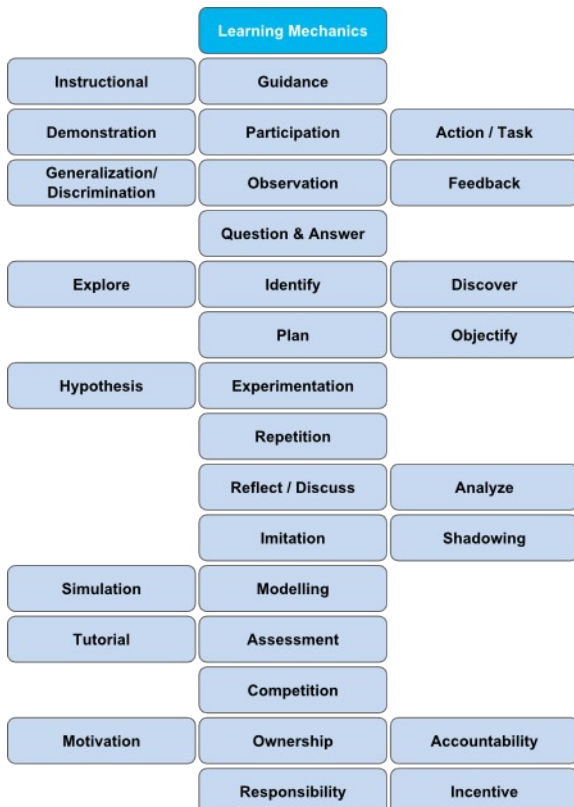 Learning Mechanics
Instructional
Guidance
Demonstration
Participation
Action / Task
Generalization/
Discrimination
Observation
Feedback
Question & Answer
Explore
Identify
Discover
Plan
Objectify
Hypothesis
Experimentation
Repetition
Reflect / Discuss
Analyze
Imitation
Shadowing
Simulation
Modelling
Tutorial
Assessment
Competition
Motivation
Ownership
Accountability
Responsibility
Incentive